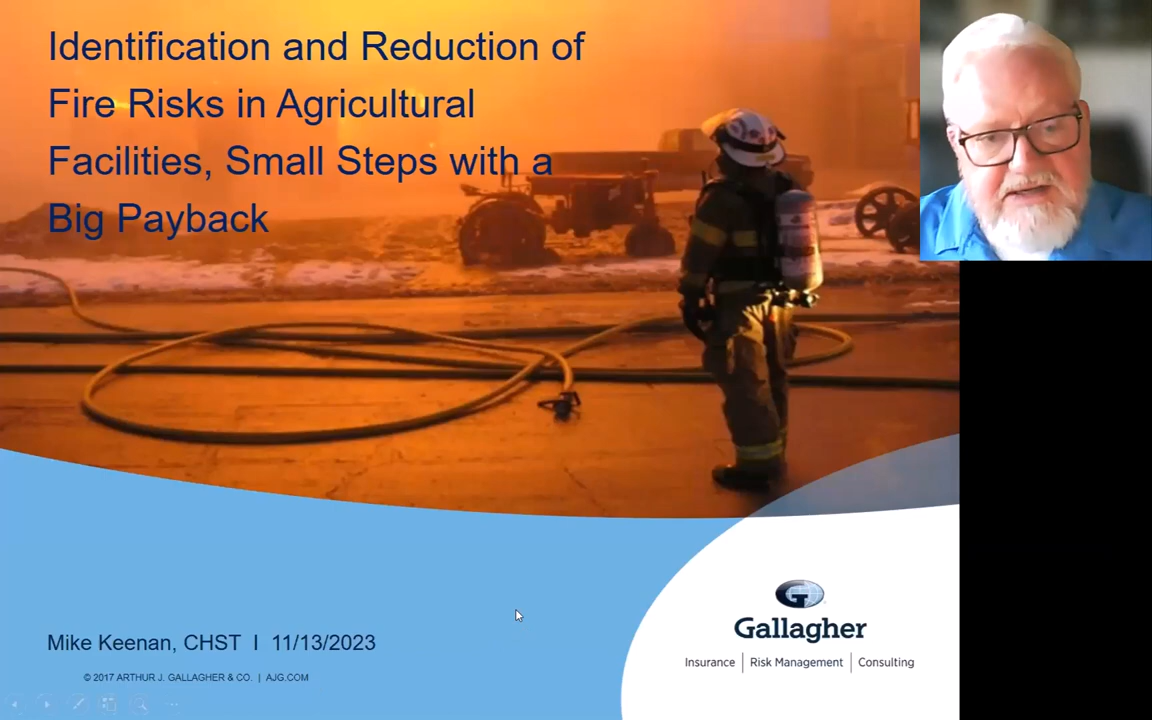 Identification and Reduction of
Fire Risks in Agricultural
Facilities, Small Steps with a
Big Payback
Mike Keenan, CHST I 11/13/2023
© 2017 ARTHUR J. GALLAGHER & CO. | AJG.COM
Gallagher
Insurance | Risk Management | Consulting